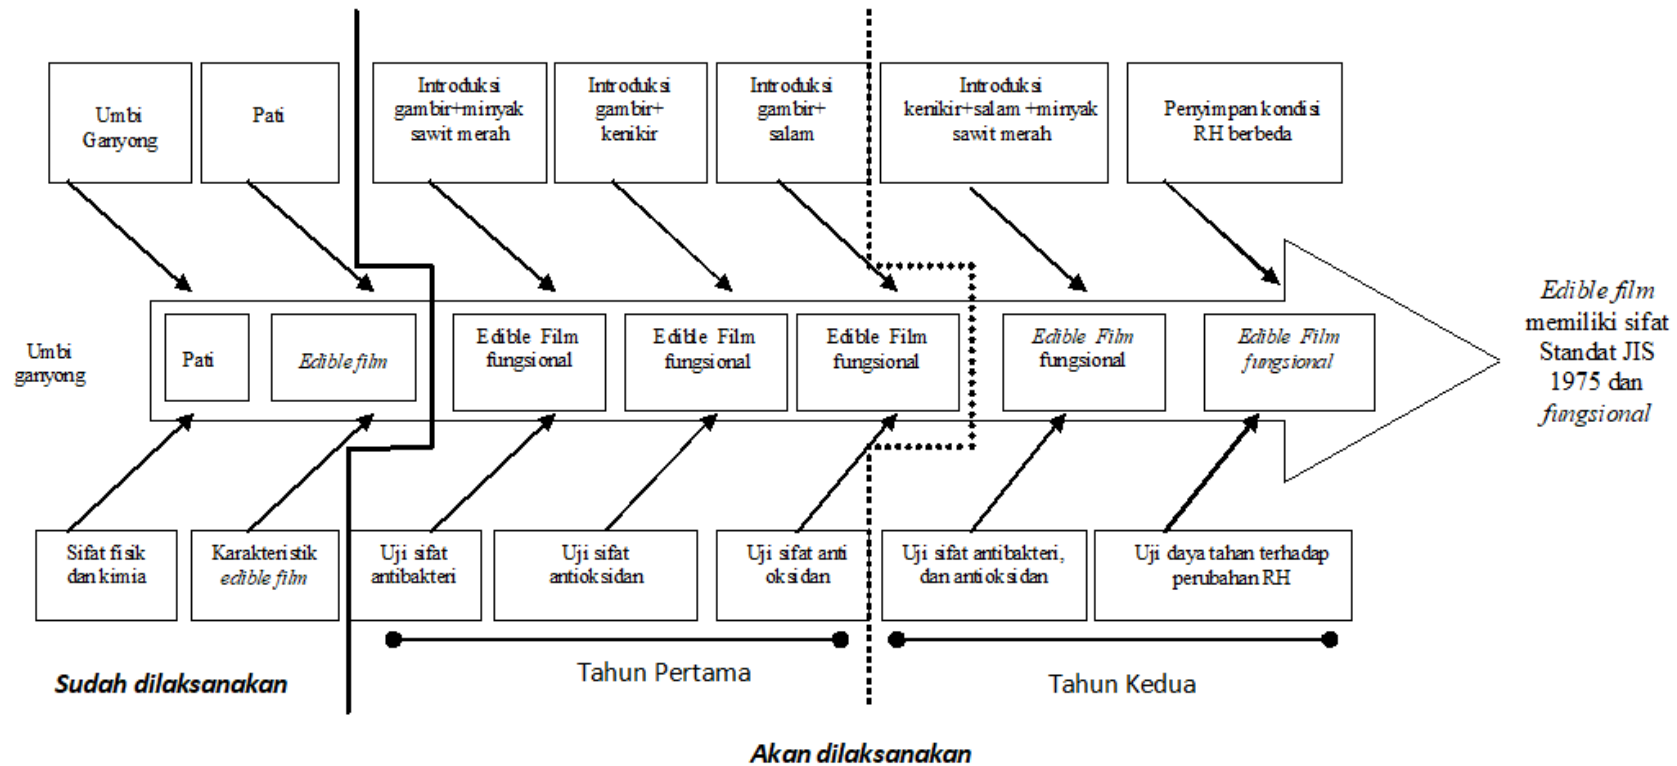 Umbi
Ganyong
Pati
Introduksi
gambir+minyak
sawit merah
Introduksi
gambir+
kenikir
Introduksi
gambir+
salam
Introduksi
kenikir+salam +minyak
sawit merah
Penyimpan kondisi
RH berbeda
Umbi
ganyong
Pati
Edible film
Edible Film
fungsional
Edible Film
fungsional
Edible Film
fungsional
Edible Film
fungsional
Edible Film
fungsional
Edible film
memiliki sifat
Standat JIS
1975 dan
fungsional
Sifat fisik
dan kimia
Karakteristik
edible film
Uji sifat
antibakteri
Uji sifat
antioksidan
Uji sifat anti
oksidan
Uji sifat antibakteri,
dan antioksidan
Uji daya tahan terhadap
perubahan RH
Sudah dilaksanakan
Tahun Pertama
Tahun Kedua
Akan dilaksanakan